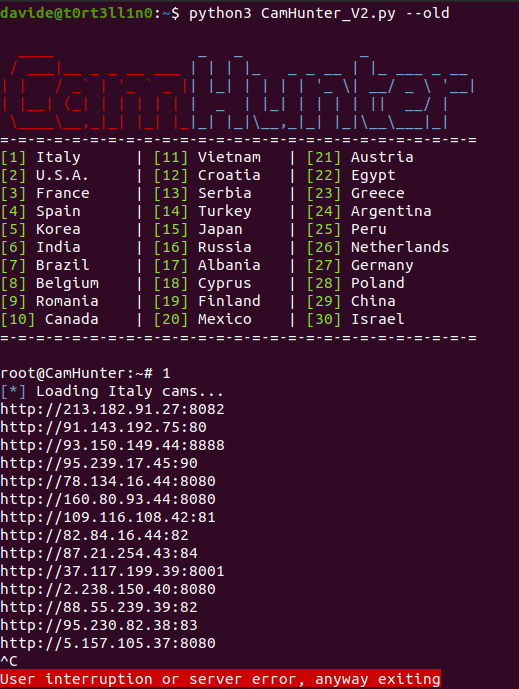 davide@t0rt3ll1n0:~$ python3 CamHunter_V2.py --old
Cam Hunter
=-=-=-=-=-=-=-=-=-=-=-=-=-=-=-=-=-=-=-=-=-=-=-=-=-=-=
[1] Italy      | [11] Vietnam   | [21] Austria
[2] U.S.A.     | [12] Croatia   | [22] Egypt
[3] France     | [13] Serbia    | [23] Greece
[4] Spain      | [14] Turkey    | [24] Argentina
[5] Korea      | [15] Japan     | [25] Peru
[6] India      | [16] Russia    | [26] Netherlands
[7] Brazil     | [17] Albania   | [27] Germany
[8] Belgium    | [18] Cyprus    | [28] Poland
[9] Romania    | [19] Finland   | [29] China
[10] Canada    | [20] Mexico    | [30] Israel
=-=-=-=-=-=-=-=-=-=-=-=-=-=-=-=-=-=-=-=-=-=-=-=-=-=-=
root@CamHunter:~# 1
[*] Loading Italy cams...
http://213.182.91.27:8082
http://91.143.192.75:80
http://93.150.149.44:8888
http://95.239.17.45:90
http://78.134.16.44:8080
http://160.80.93.44:8080
http://109.116.108.42:81
http://82.84.16.44:82
http://87.21.254.43:84
http://37.117.199.39:8001
http://2.238.150.40:8080
http://88.55.239.39:82
http://95.230.82.38:83
http://5.157.105.37:8080
^C
User interruption or server error, anyway exiting